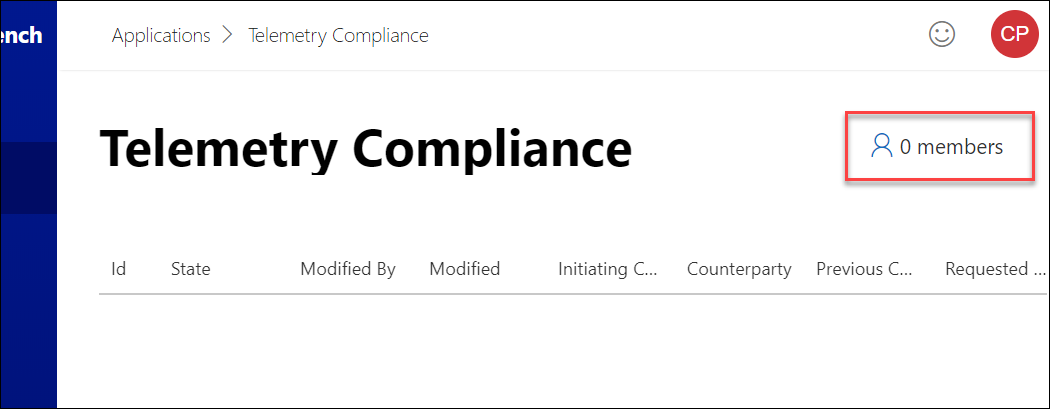 ench
Applications > Telemetry Compliance
CP
Telemetry Compliance
0 members
Id State Modified By Modified Initiating C... Counterparty Previous C... Requested ...